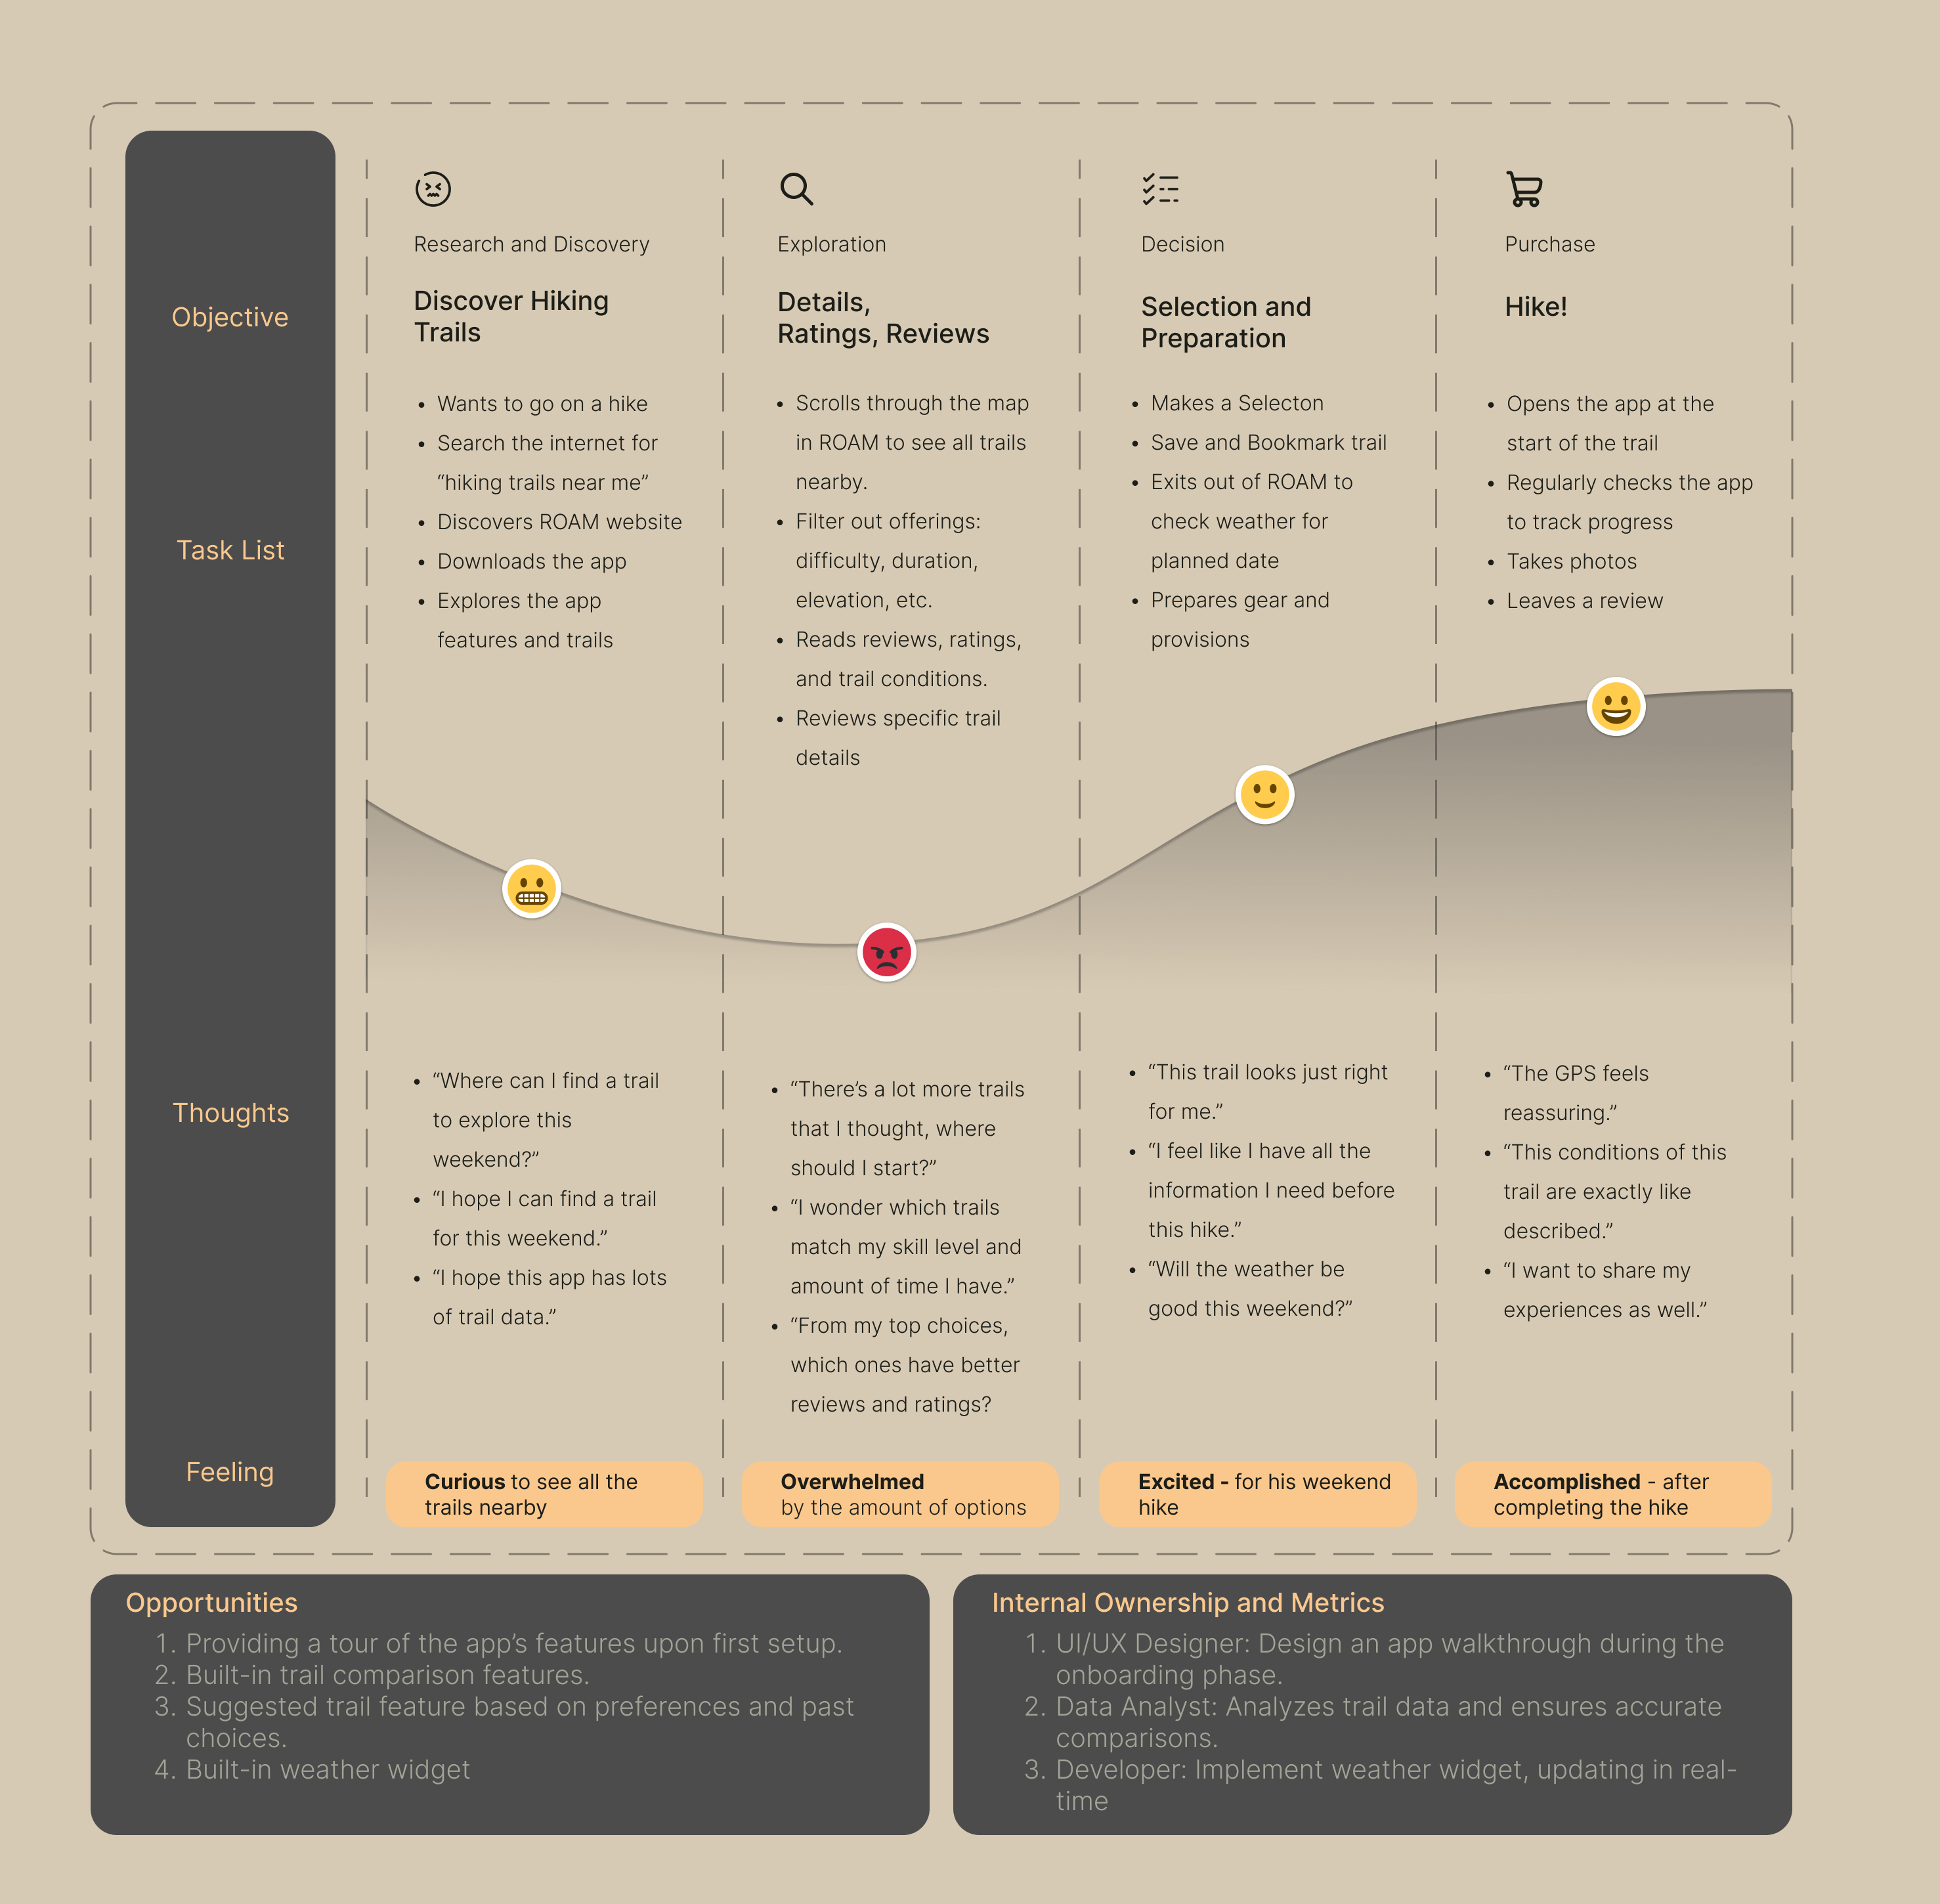 Objective
Task List
Thoughts
Feeling
Research and Discovery
Discover Hiking
Trails
• Wants to go on a hike
• Search the internet for
“hiking trails near me”
• Discovers ROAM website
• Downloads the app
• Explores the app
features and trails
• “Where can I find a trail
to explore this
weekend?”
• “I hope I can find a trail
for this weekend.”
• “I hope this app has lots
of trail data.”
Curious to see all the
trails nearby
Exploration
Details,
Ratings, Reviews
• Scrolls through the map
in ROAM to see all trails
nearby.
• Filter out offerings:
difficulty, duration,
elevation, etc.
• Reads reviews, ratings,
and trail conditions.
• Reviews specific trail
details
• “There’s a lot more trails
that I thought, where
should I start?”
• “I wonder which trails
match my skill level and
amount of time I have.”
• “From my top choices,
which ones have better
reviews and ratings?
Overwhelmed
by the amount of options
Decision
Selection and
Preparation
• Makes a Selecton
• Save and Bookmark trail
• Exits out of ROAM to
check weather for
planned date
• Prepares gear and
provisions
• “This trail looks just right
for me.”
• “I feel like I have all the
information I need before
this hike.”
• “Will the weather be
good this weekend?”
Excited - for his weekend
hike
Purchase
Hike!
• Opens the app at the
start of the trail
• Regularly checks the app
to track progress
• Takes photos
• Leaves a review
• “The GPS feels
reassuring.”
• “This conditions of this
trail are exactly like
described.”
• “I want to share my
experiences as well.”
Accomplished - after
completing the hike
Opportunities
1. Providing a tour of the app’s features upon first setup.
2. Built-in trail comparison features.
3. Suggested trail feature based on preferences and past
choices.
4. Built-in weather widget
Internal Ownership and Metrics
1. UI/UX Designer: Design an app walkthrough during the
onboarding phase.
2. Data Analyst: Analyzes trail data and ensures accurate
comparisons.
3. Developer: Implement weather widget, updating in real-
time